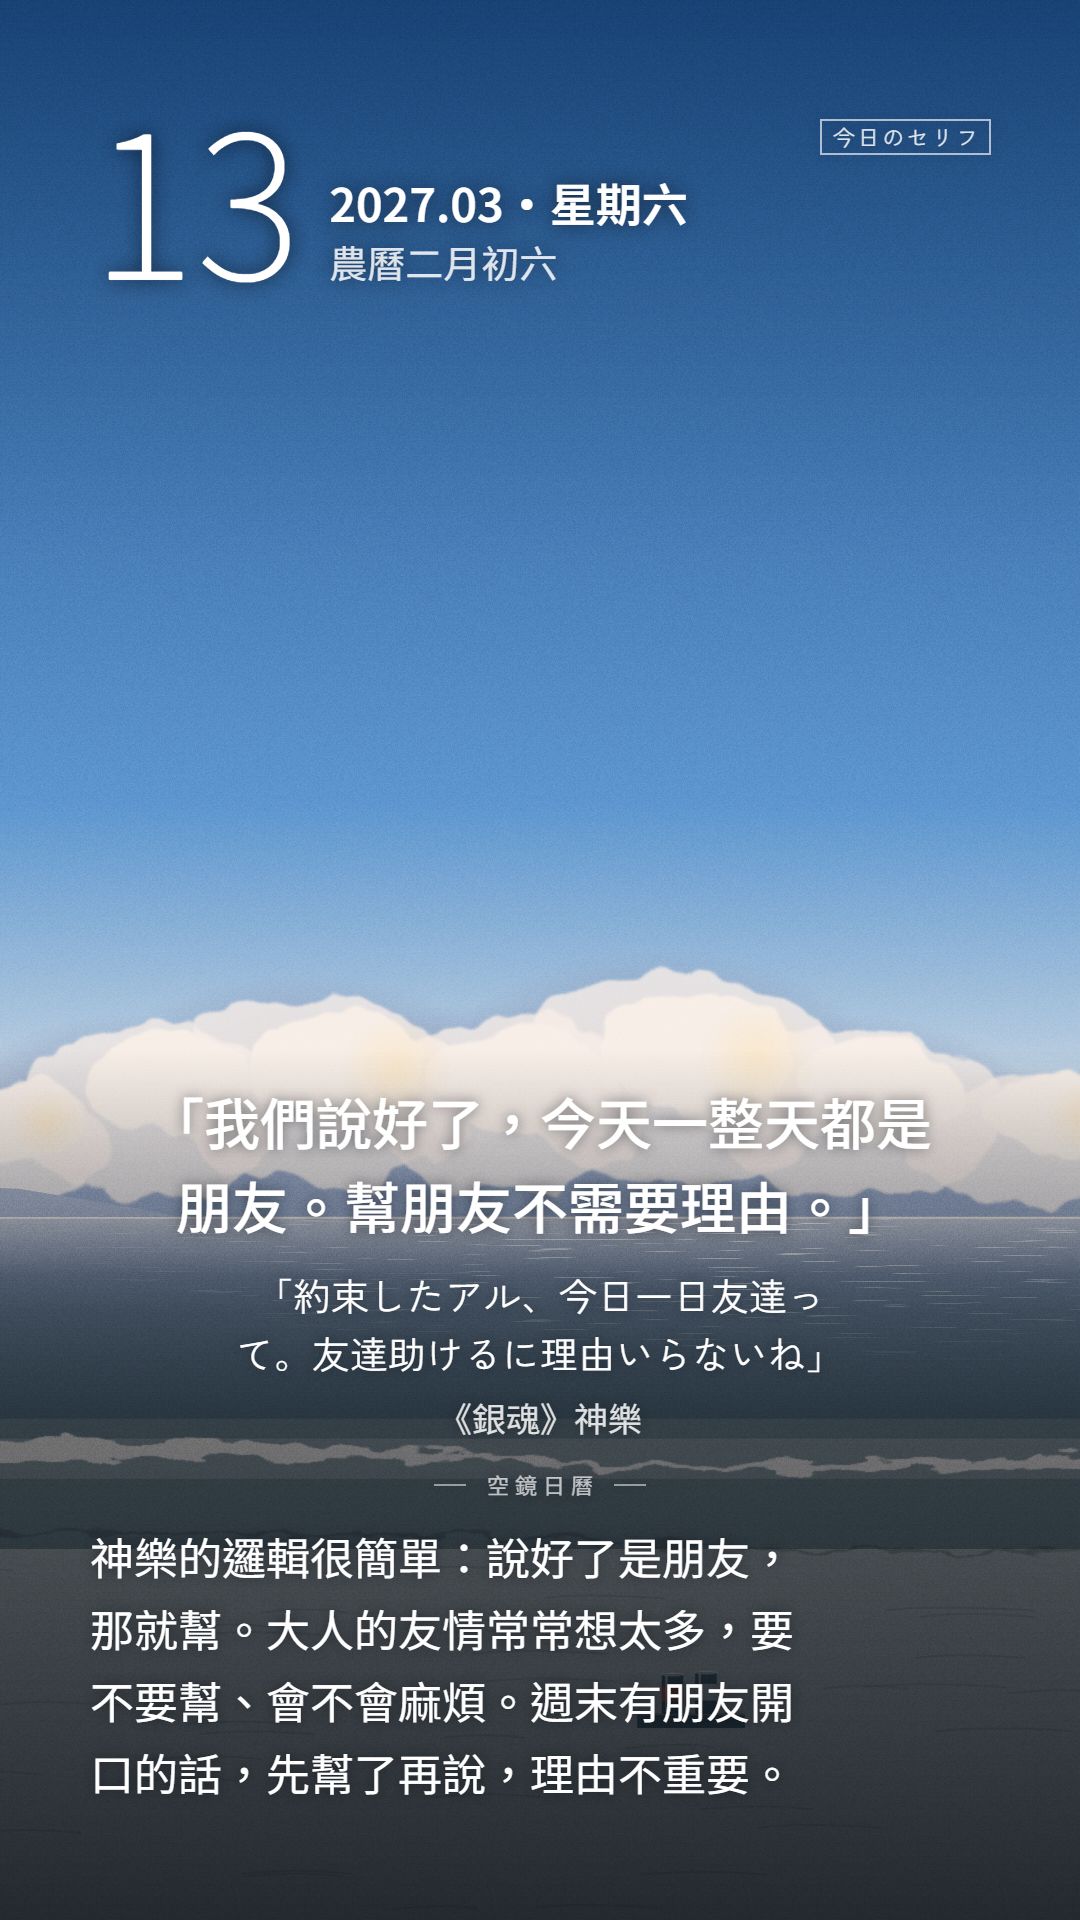 今日のセリフ
13
2027.03・星期六
農曆二月初六
「我們說好了，今天一整天都是
朋友。幫朋友不需要理由。」
「約束したアル、今日一日友達っ
て。友達助けるに理由いらないね」
《銀魂》神樂
空鏡日曆
神樂的邏輯很簡單：說好了是朋友，
那就幫。大人的友情常常想太多，要
不要幫、會不會麻煩。週末有朋友開
口的話，先幫了再說，理由不重要。